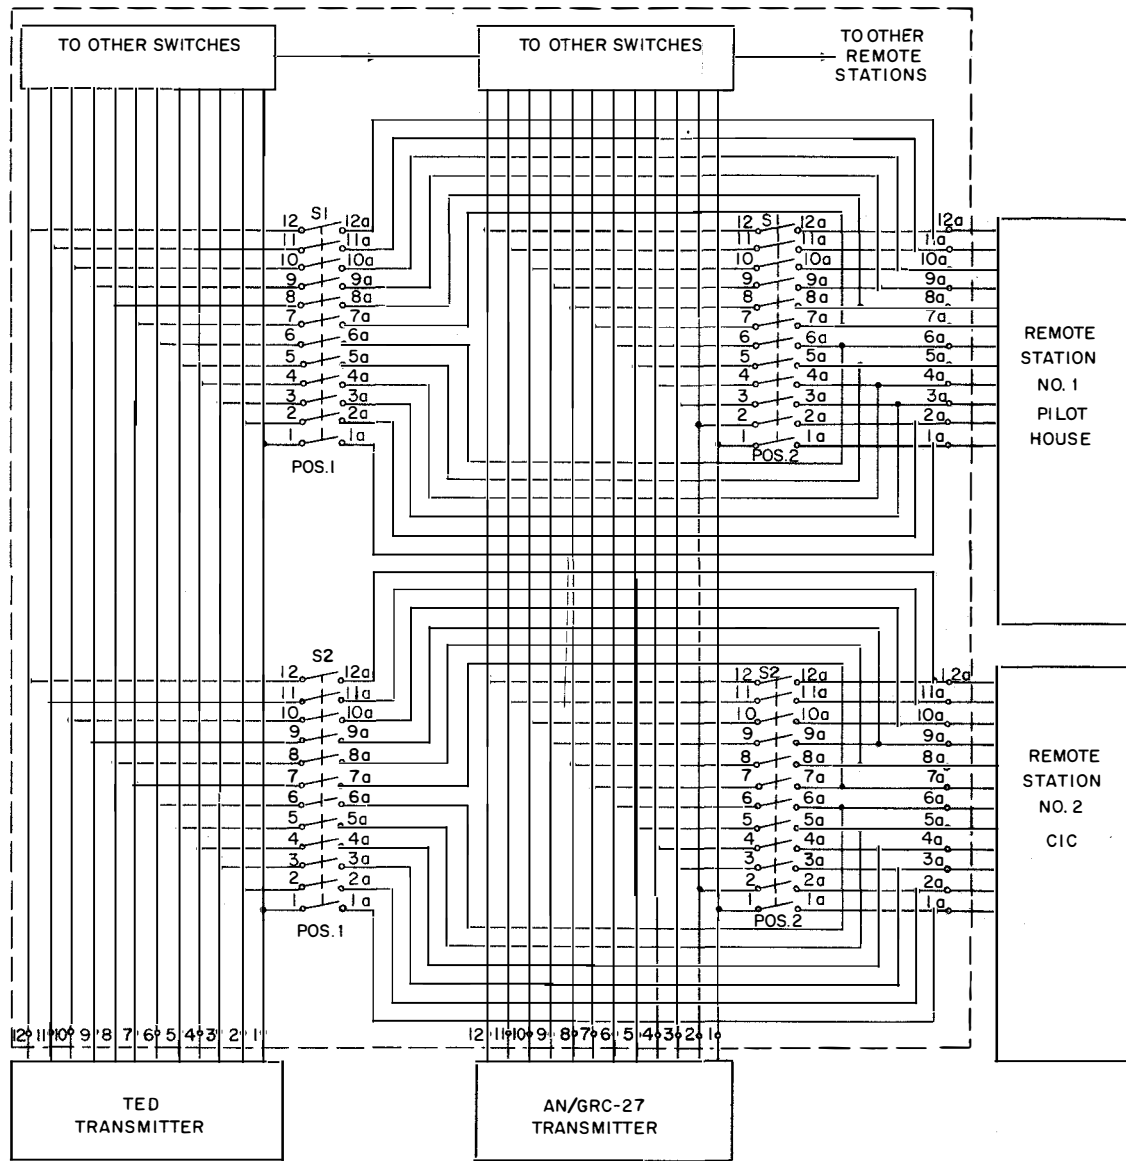 TO OTHER SWITCHES
TO OTHER SWITCHES
TO OTHER
REMOTE
STATIONS
S1
12 12a
11 11a
10 10a
9 9a
8 8a
7 7a
6 6a
5 5a
4 4a
3 3a
2 2a
1 1a
POS.1
S1
12 12a 12a
11 11a 11a
10 10a 10a
9 9a 9a
8 8a 8a
7 7a 7a
6 6a 6a
5 5a 5a
4 4a 4a
3 3a 3a
2 2a 2a
1 1a 1a
POS.2
REMOTE
STATION
NO. 1
PILOT
HOUSE
S2
12 12a
11 11a
10 10a
9 9a
8 8a
7 7a
6 6a
5 5a
4 4a
3 3a
2 2a
1 1a
POS.1
S2
12 12a 12a
11 11a 11a
10 10a 10a
9 9a 9a
8 8a 8a
7 7a 7a
6 6a 6a
5 5a 5a
4 4a 4a
3 3a 3a
2 2a 2a
1 1a 1a
POS.2
REMOTE
STATION
NO. 2
CIC
12 11 10 9 8 7 6 5 4 3 2 1
12 11 10 9 8 7 6 5 4 3 2 1
TED
TRANSMITTER
AN/GRC-27
TRANSMITTER